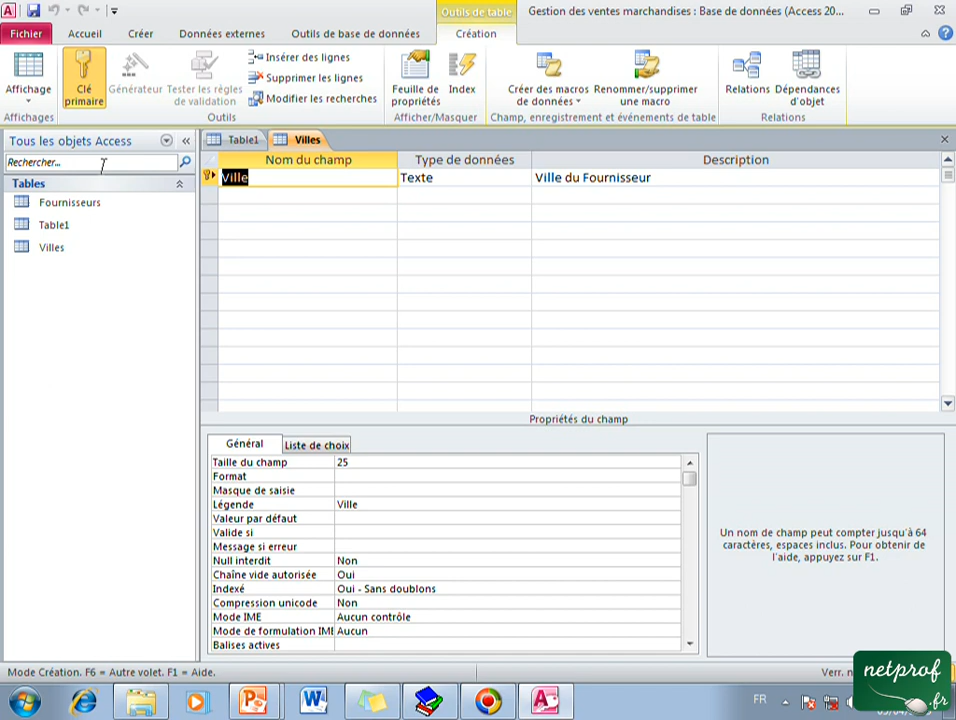 Outils de table
Gestion des ventes marchandises : Base de données (Access 20...
Fichier
Accueil
Créer
Données externes
Outils de base de données
Création
Affichage
Clé primaire
Générateur
Tester les règles de validation
Insérer des lignes
Supprimer les lignes
Modifier les recherches
Feuille de propriétés
Index
Créer des macros de données
Renommer/supprimer une macro
Relations
Dépendances d'objet
Affichages
Outils
Afficher/Masquer
Champ, enregistrement et événements de table
Relations
Tous les objets Access
Rechercher...
Tables
Fournisseurs
Table1
Villes
Table1
Villes
Nom du champ
Type de données
Description
Ville
Texte
Ville du Fournisseur
Propriétés du champ
Général
Liste de choix
Taille du champ 25
Format
Masque de saisie
Légende Ville
Valeur par défaut
Valide si
Message si erreur
Null interdit Non
Chaîne vide autorisée Oui
Indexé Oui - Sans doublons
Compression unicode Non
Mode IME Aucun contrôle
Mode de formulation IME Aucun
Balises actives
Un nom de champ peut compter jusqu'à 64
caractères, espaces inclus. Pour obtenir de
l'aide, appuyez sur F1.
Mode Création. F6 = Autre volet. F1 = Aide.
Verr. n
FR
netprof
.fr